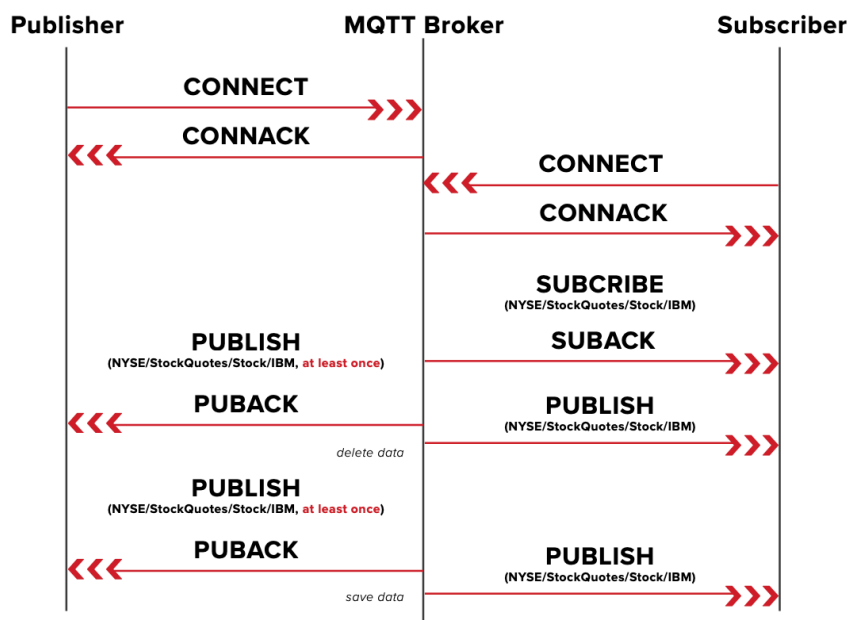 Publisher
MQTT Broker
Subscriber
CONNECT
CONNACK
CONNECT
CONNACK
SUBCRIBE
(NYSE/StockQuotes/Stock/IBM)
PUBLISH
(NYSE/StockQuotes/Stock/IBM, at least once)
SUBACK
PUBACK
PUBLISH
(NYSE/StockQuotes/Stock/IBM)
delete data
PUBLISH
(NYSE/StockQuotes/Stock/IBM, at least once)
PUBACK
PUBLISH
(NYSE/StockQuotes/Stock/IBM)
save data